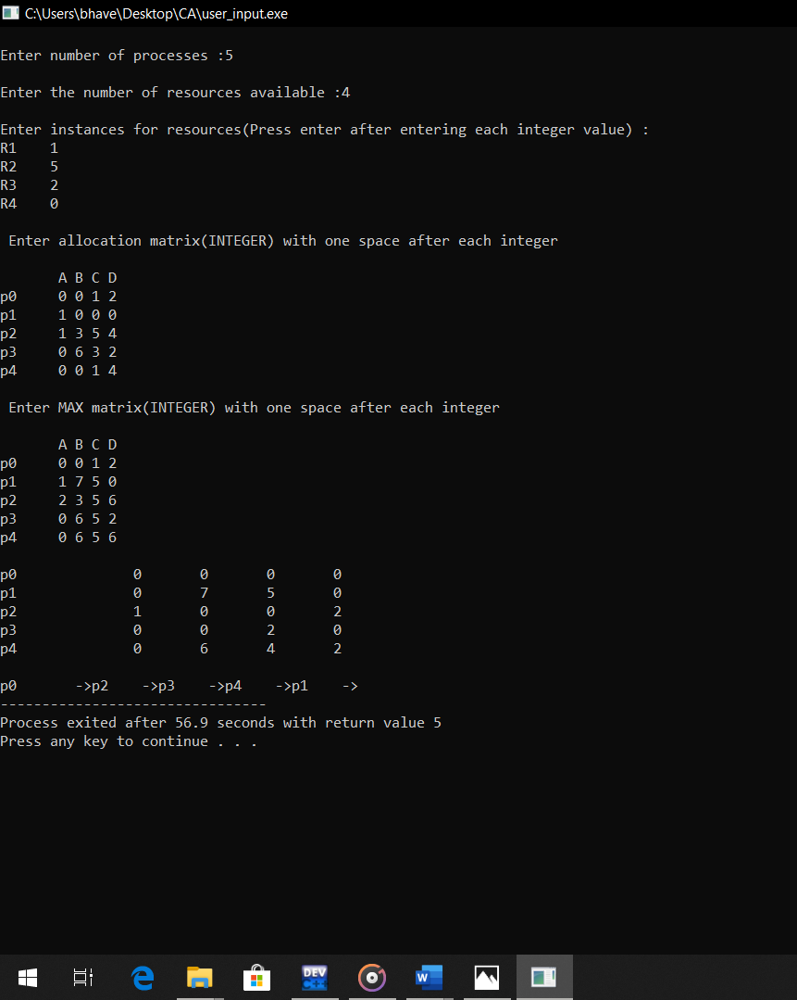 C:\Users\bhave\Desktop\CA\user_input.exe
Enter number of processes :5
Enter the number of resources available :4
Enter instances for resources(Press enter after entering each integer value) :
R1    1
R2    5
R3    2
R4    0
 Enter allocation matrix(INTEGER) with one space after each integer
       A B C D
p0     0 0 1 2
p1     1 0 0 0
p2     1 3 5 4
p3     0 6 3 2
p4     0 0 1 4
 Enter MAX matrix(INTEGER) with one space after each integer
       A B C D
p0     0 0 1 2
p1     1 7 5 0
p2     2 3 5 6
p3     0 6 5 2
p4     0 6 5 6
p0              0       0       0       0
p1              0       7       5       0
p2              1       0       0       2
p3              0       0       2       0
p4              0       6       4       2
p0       ->p2    ->p3    ->p4    ->p1    ->
--------------------------------
Process exited after 56.9 seconds with return value 5
Press any key to continue . . .
DEV
C++
W